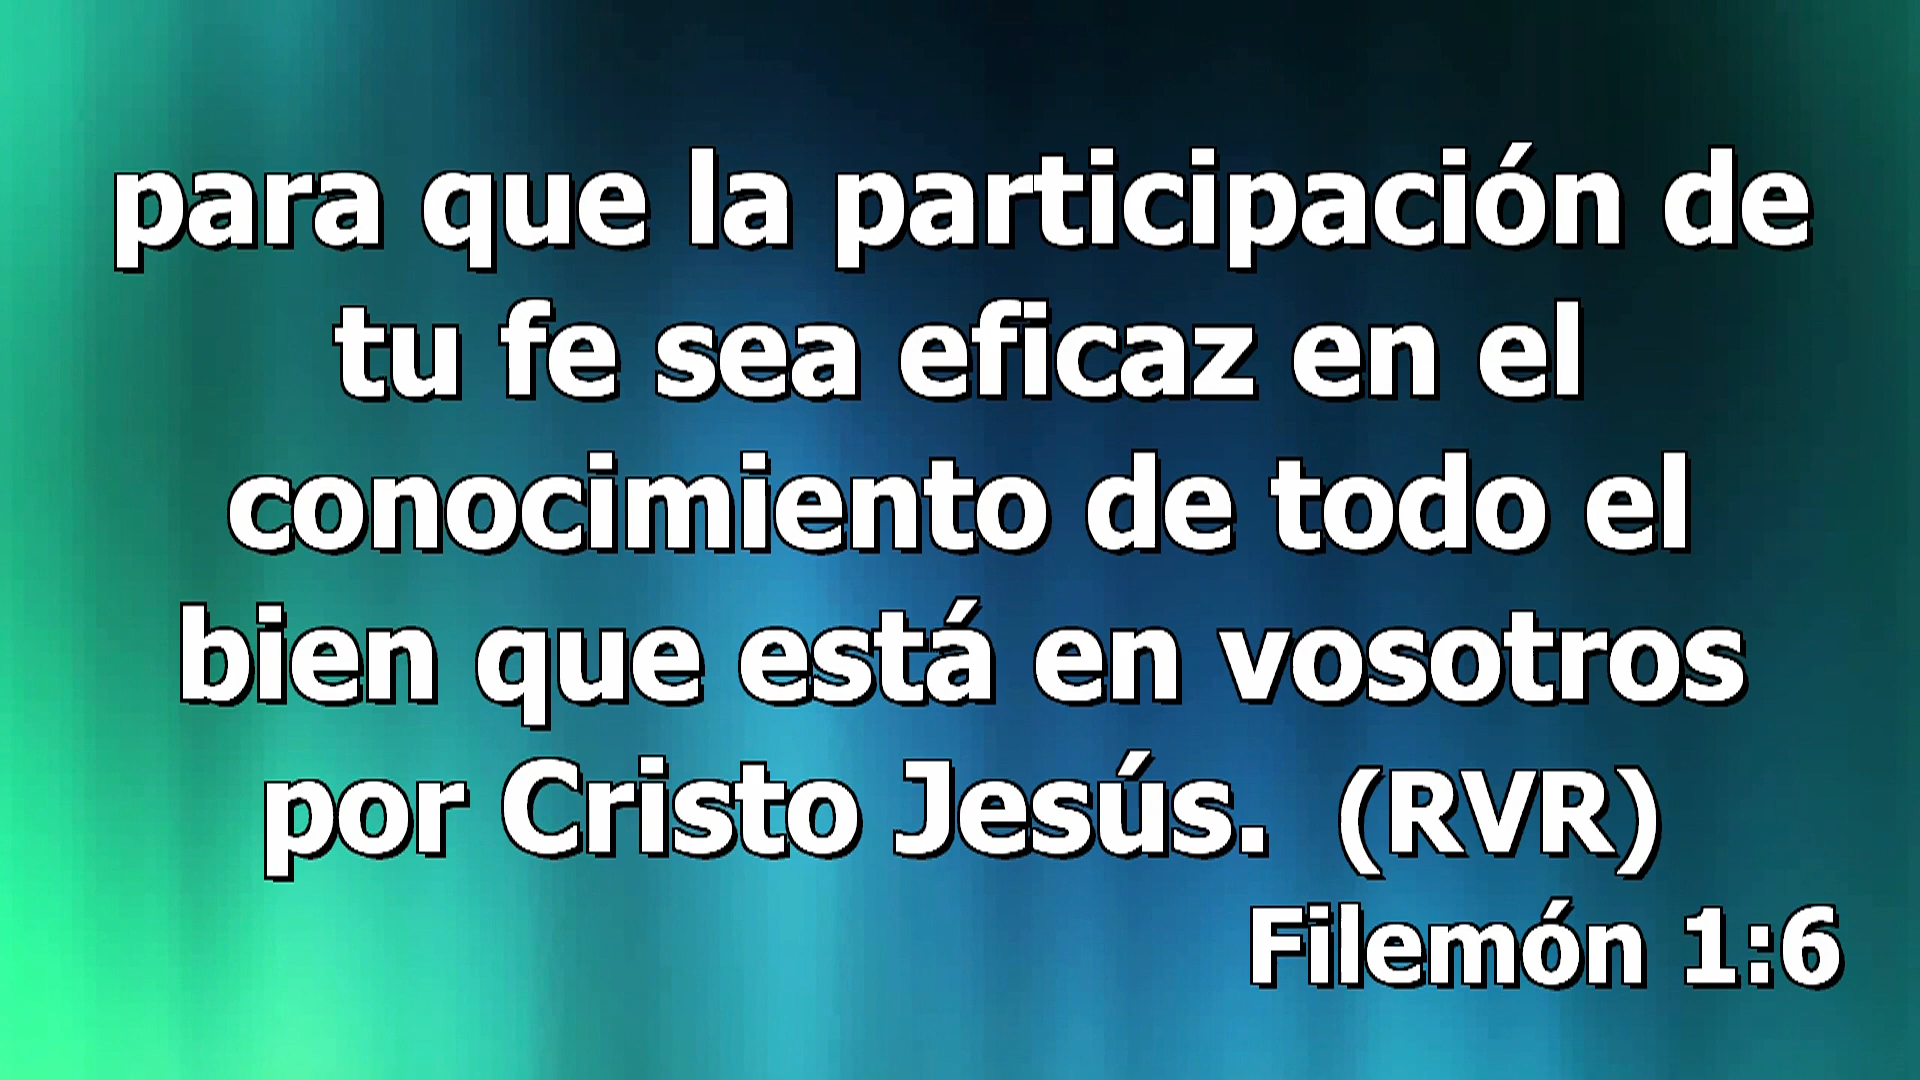 para que la participación de
tu fe sea eficaz en el
conocimiento de todo el
bien que está en vosotros
por Cristo Jesús.  (RVR)
Filemón 1:6